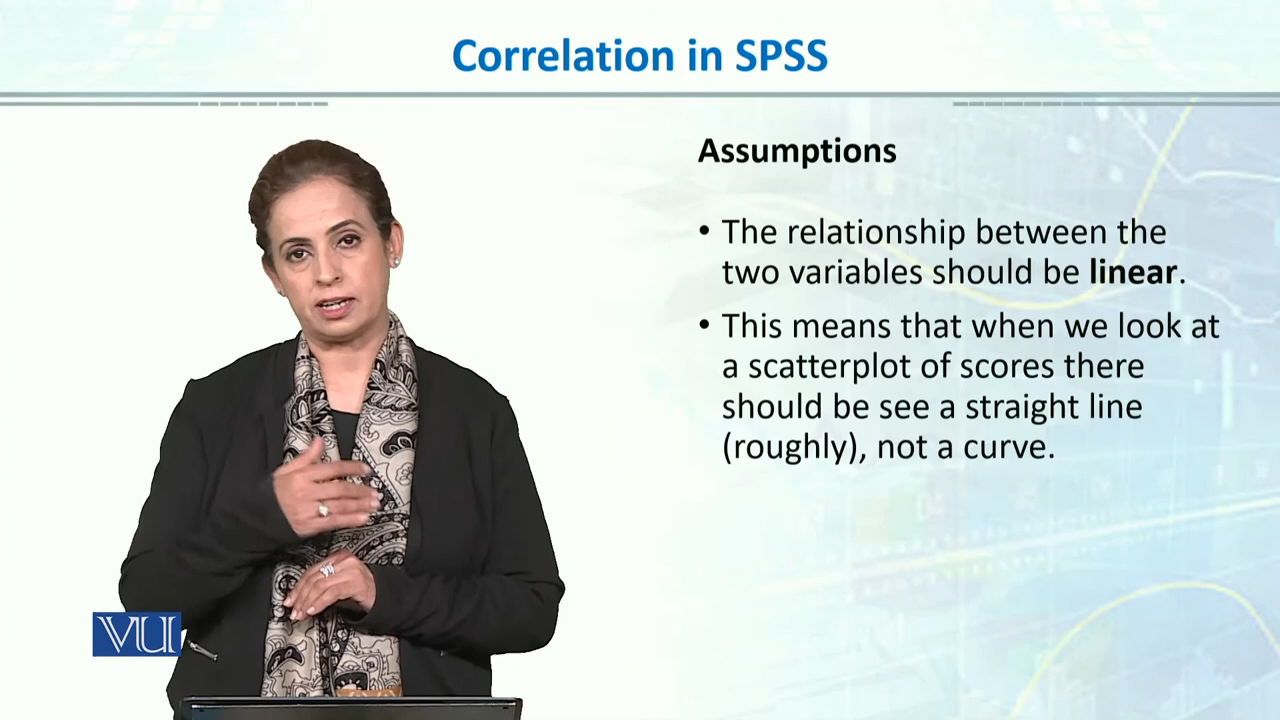 Correlation in SPSS
Assumptions
• The relationship between the
two variables should be linear.
• This means that when we look at
a scatterplot of scores there
should be see a straight line
(roughly), not a curve.
VU